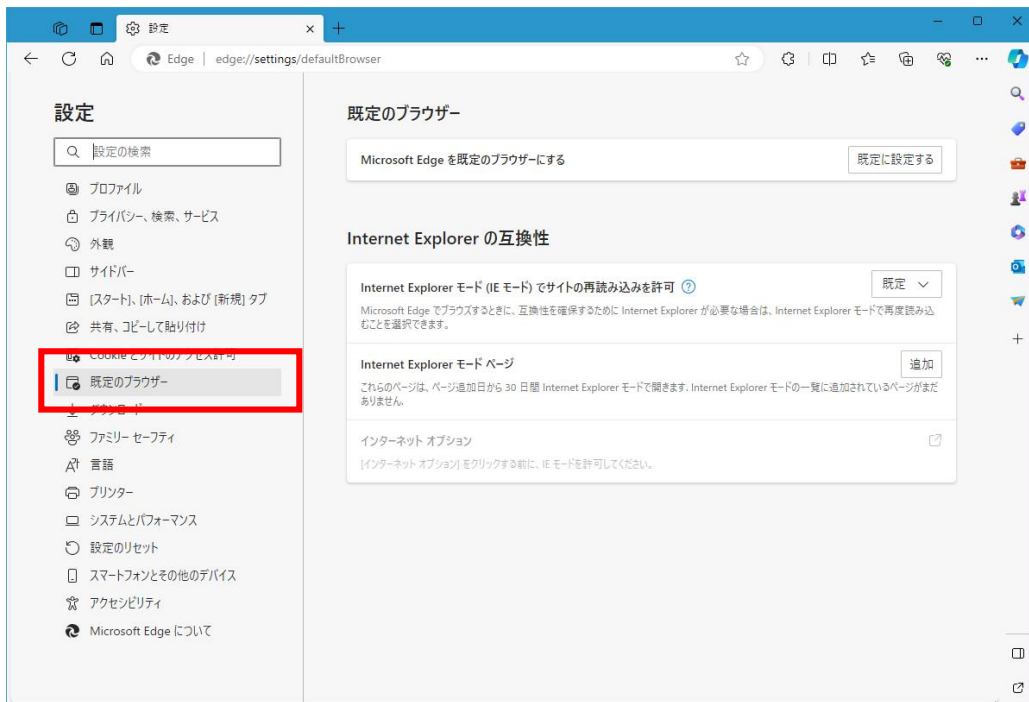 設定
Edge | edge://settings/defaultBrowser
設定
設定の検索
プロファイル
プライバシー、検索、サービス
外観
サイドバー
[スタート]、[ホーム]、および [新規] タブ
共有、コピーして貼り付け
Cookie とサイトのアクセス許可
既定のブラウザー
ダウンロード
ファミリー セーフティ
言語
プリンター
システムとパフォーマンス
設定のリセット
スマートフォンとその他のデバイス
アクセシビリティ
Microsoft Edge について
既定のブラウザー
Microsoft Edge を既定のブラウザーにする
既定に設定する
Internet Explorer の互換性
Internet Explorer モード (IE モード) でサイトの再読み込みを許可
既定
Microsoft Edge でブラウズするときに、互換性を確保するために Internet Explorer が必要な場合は、Internet Explorer モードで再度読み込
むことを選択できます。
Internet Explorer モード ページ
追加
これらのページは、ページ追加日から 30 日間 Internet Explorer モードで開きます. Internet Explorer モードの一覧に追加されているページがまだ
ありません.
インターネット オプション
[インターネット オプション] をクリックする前に、IE モードを許可してください。